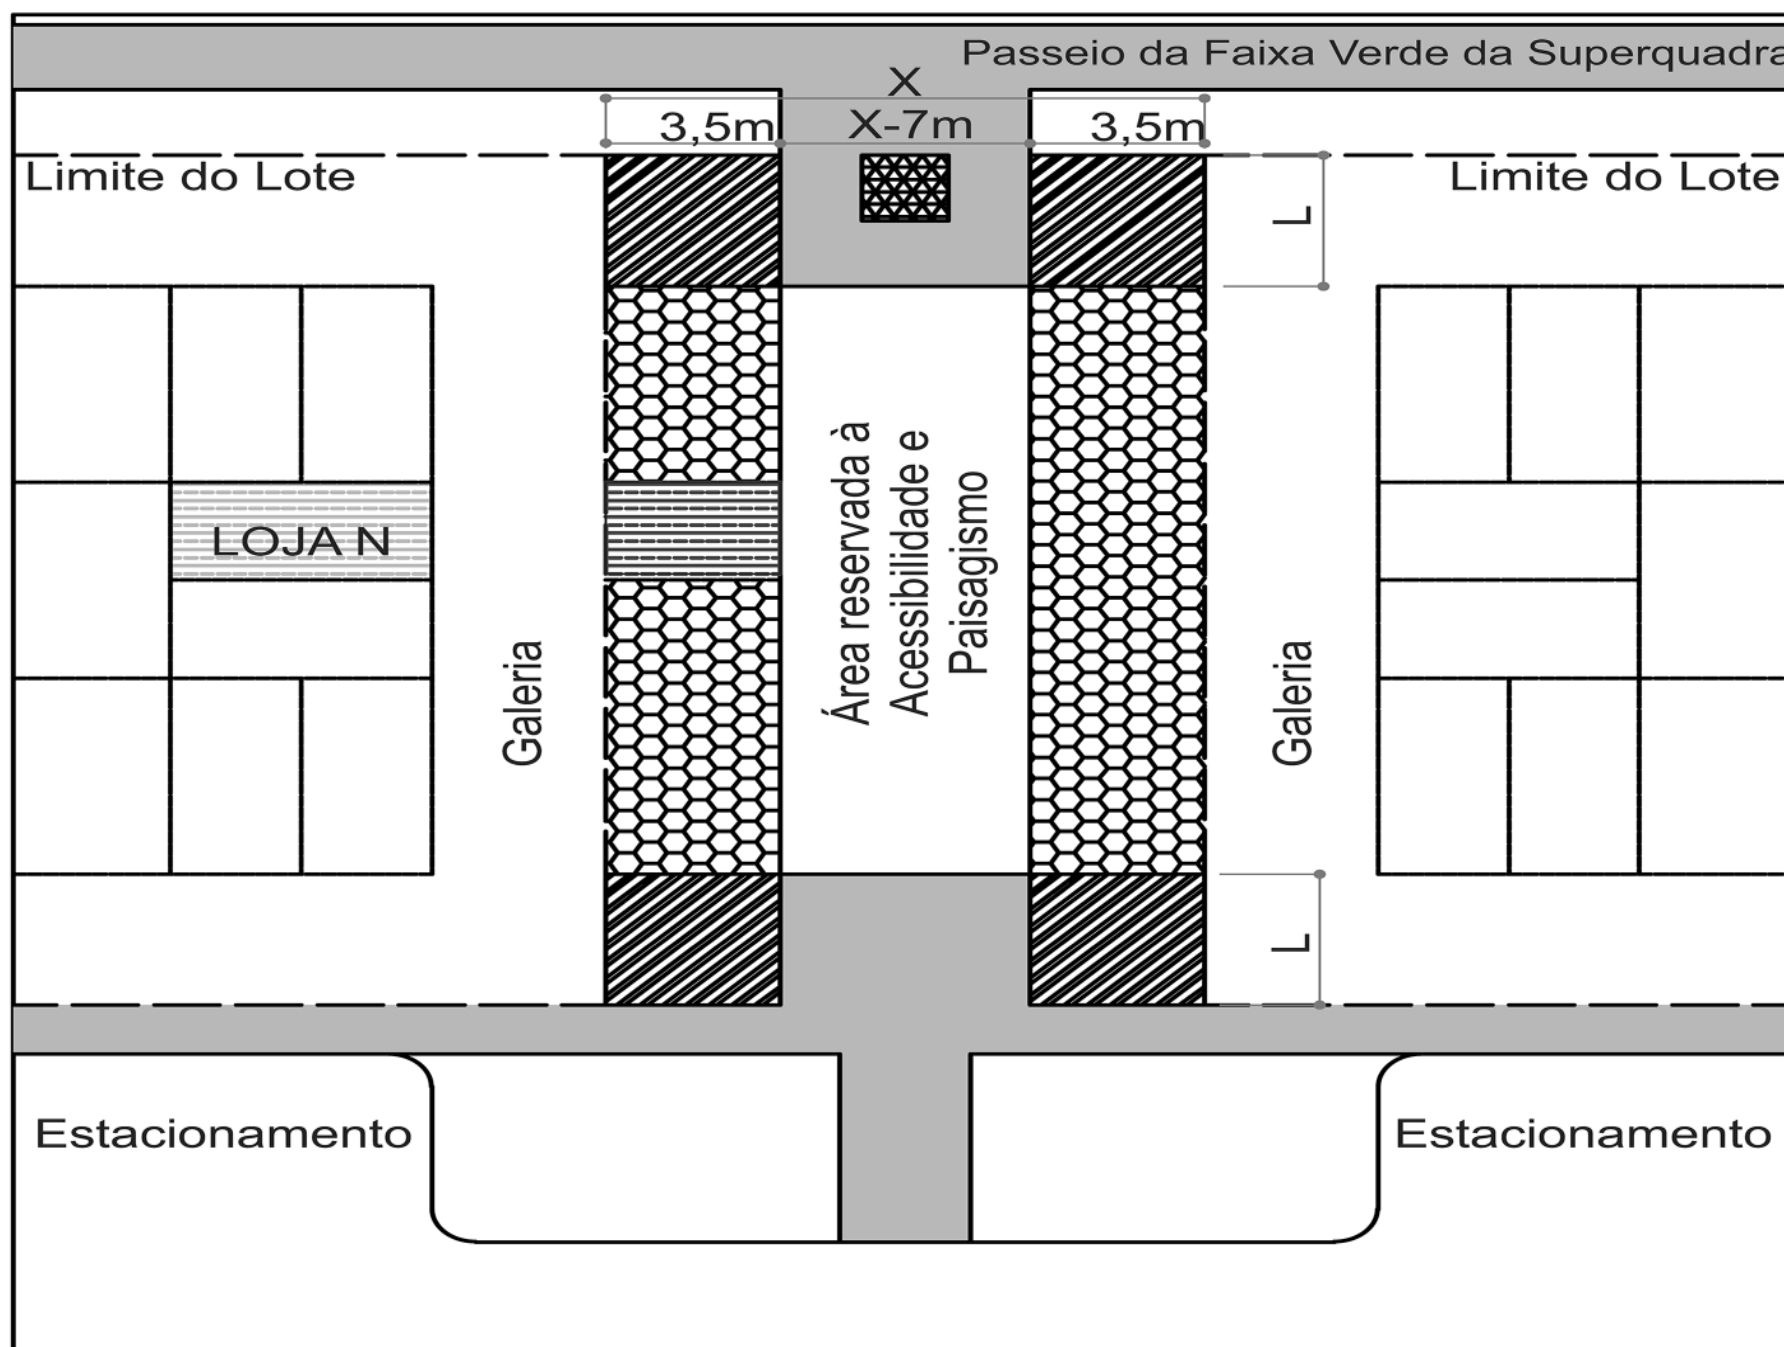 Passeio da Faixa Verde da Superquadra
X
3,5m
X-7m
3,5m
Limite do Lote
Limite do Lote
L
LOJA N
Área reservada à
Acessibilidade e
Paisagismo
Galeria
Galeria
L
Estacionamento
Estacionamento